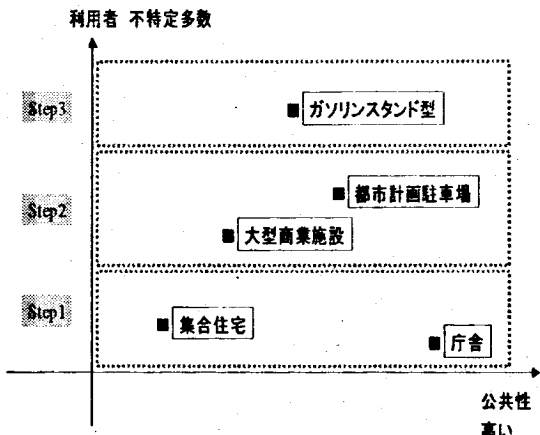 利用者 不特定多数
Step3
ガソリンスタンド型
Step2
都市計画駐車場
大型商業施設
Step1
集合住宅
庁舎
公共性
高い